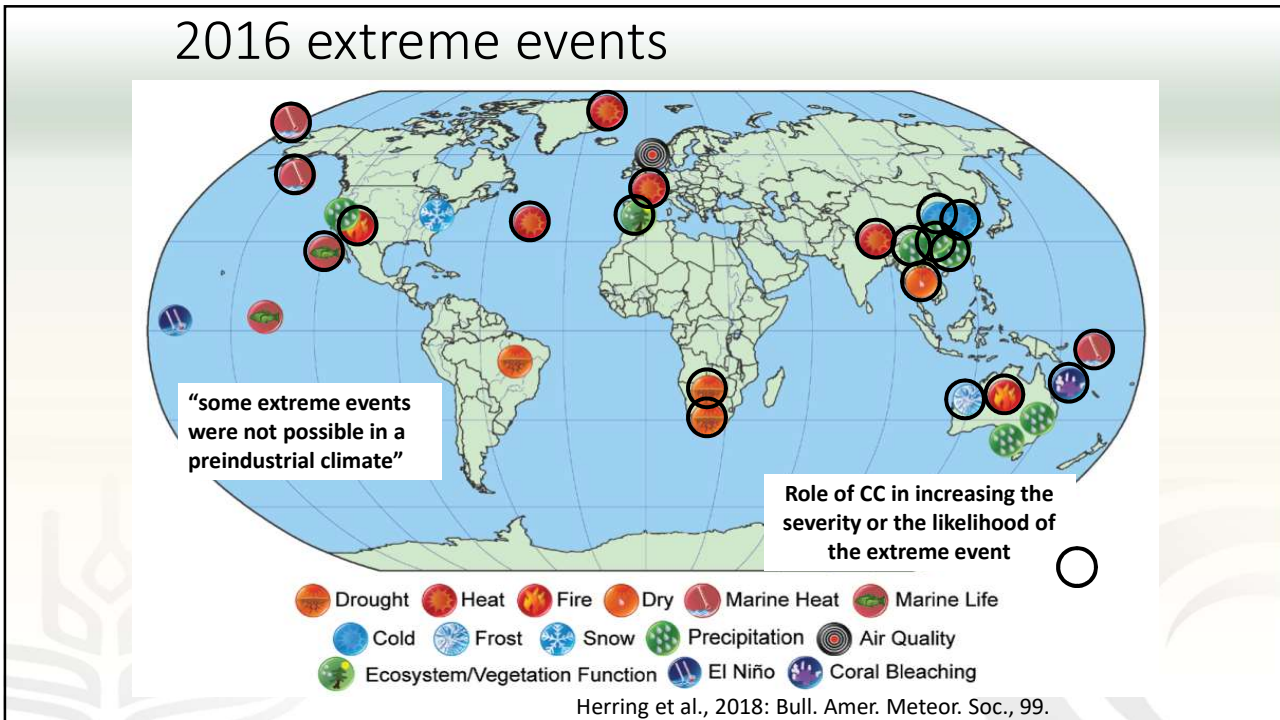 2016 extreme events
“some extreme events
were not possible in a
preindustrial climate”
Role of CC in increasing the
severity or the likelihood of
the extreme event
Drought Heat Fire Dry Marine Heat Marine Life
Cold Frost Snow Precipitation Air Quality
Ecosystem/Vegetation Function El Niño Coral Bleaching
Herring et al., 2018: Bull. Amer. Meteor. Soc., 99.